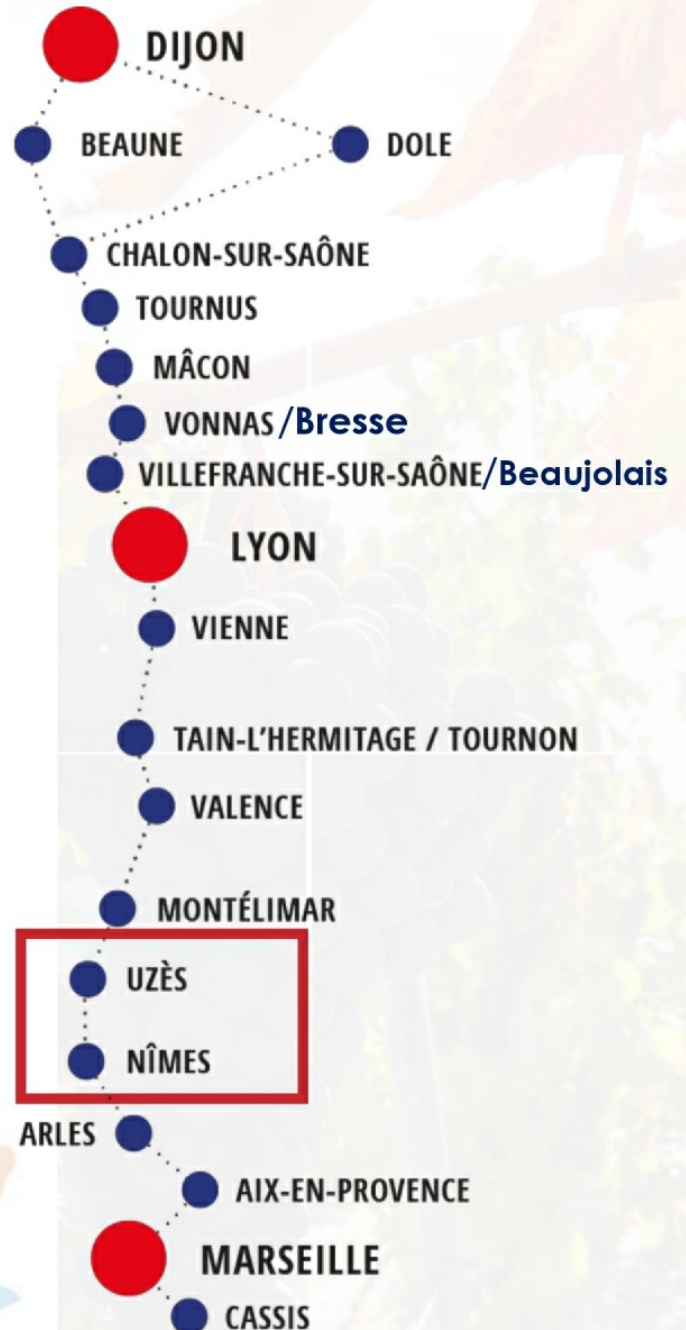 DIJON
BEAUNE
DOLE
CHALON-SUR-SAÔNE
TOURNUS
MÂCON
VONNAS /Bresse
VILLEFRANCHE-SUR-SAÔNE/Beaujolais
LYON
VIENNE
TAIN-L'HERMITAGE / TOURNON
VALENCE
MONTÉLIMAR
UZÈS
NÎMES
ARLES
AIX-EN-PROVENCE
MARSEILLE
CASSIS